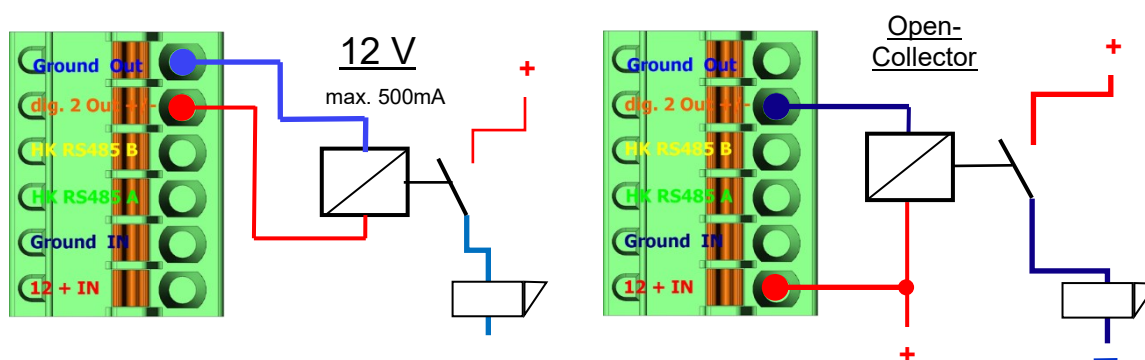 12 V
max. 500mA
+
Ground Out
dig. 2 Out +/-
HK RS485 B
HK RS485 A
Ground IN
12 + IN
Open-
Collector
+
Ground Out
dig. 2 Out +/-
HK RS485 B
HK RS485 A
Ground IN
12 + IN
+